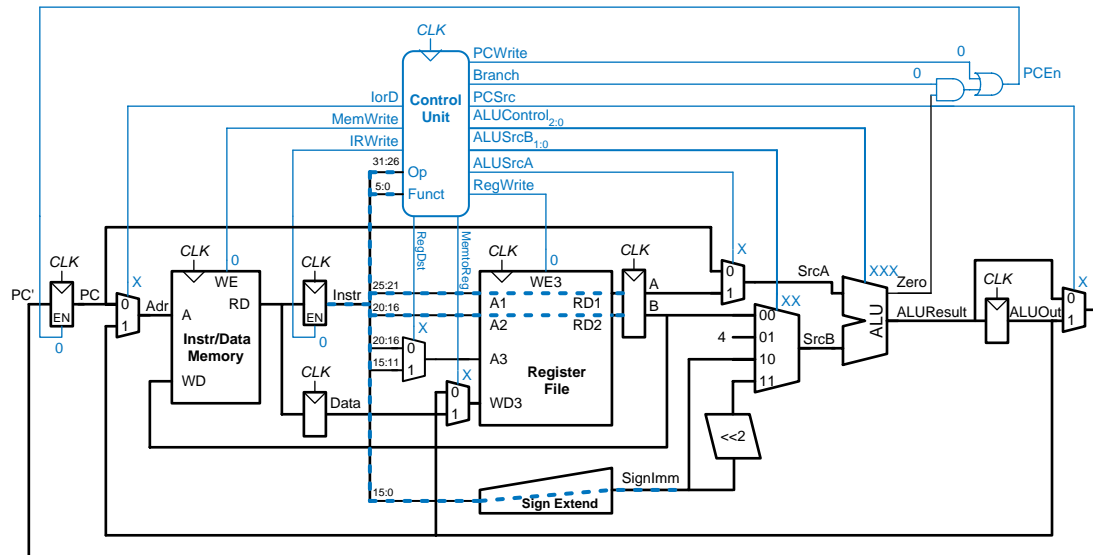 CLK
PCWrite
0
Branch
0
PCEn
IorD
Control
Unit
PCSrc
X
MemWrite
ALUControl2:0
IRWrite
ALUSrcB1:0
31:26
Op
ALUSrcA
5:0
Funct
RegWrite
RegDst
MemtoReg
CLK
CLK
CLK
CLK
CLK
X
0
0
X
XX
XXX
X
PC'
PC
EN
0
0
1
Adr
WE
RD
A
Instr/Data
Memory
WD
EN
0
Instr
25:21
A1
WE3
RD1
A
20:16
A2
RD2
B
0
1
SrcA
Zero
CLK
00
4
01
10
11
SrcB
ALU
ALUResult
ALUOut
0
1
X
20:16
0
15:11
1
A3
Register
File
CLK
Data
X
0
1
WD3
<<2
15:0
SignImm
Sign Extend